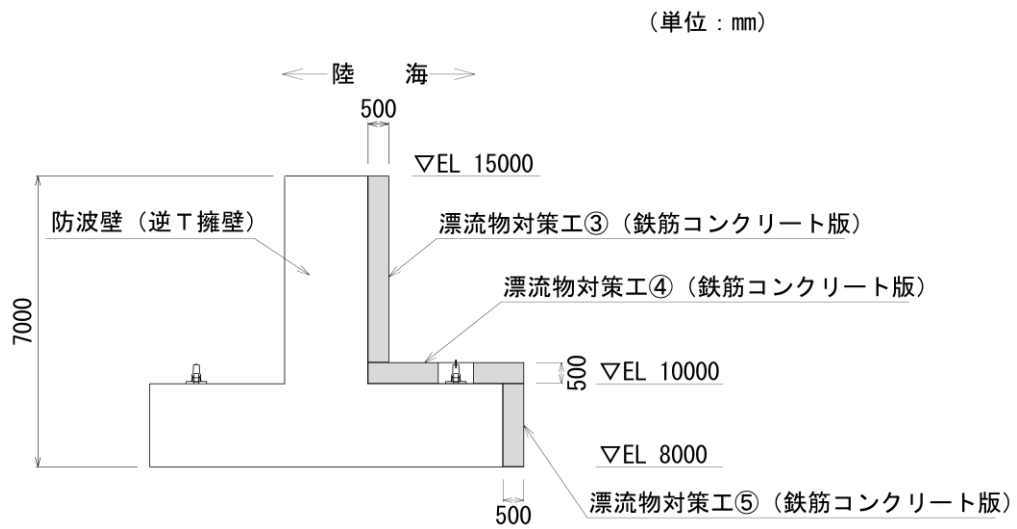 （単位：mm）
陸 海
500
▽EL 15000
防波壁（逆Ｔ擁壁）
漂流物対策工③（鉄筋コンクリート版）
漂流物対策工④（鉄筋コンクリート版）
7000
500
▽EL 10000
▽EL 8000
漂流物対策工⑤（鉄筋コンクリート版）
500